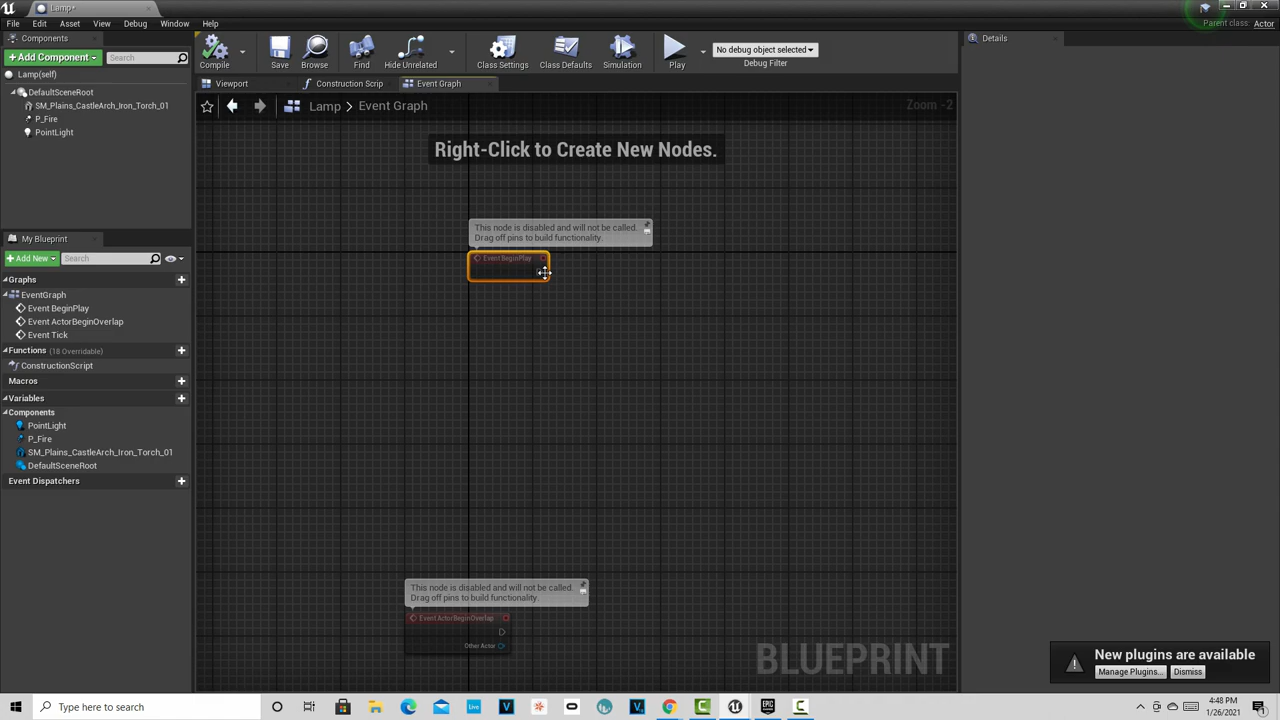 Lamp*
File Edit Asset View Debug Window Help
Parent class: Actor
Components
Add Component
Search
Lamp(self)
DefaultSceneRoot
SM_Plains_CastleArch_Iron_Torch_01
P_Fire
PointLight
Compile
Save
Browse
Find
Hide Unrelated
Class Settings
Class Defaults
Simulation
Play
No debug object selected
Debug Filter
Details
Viewport
Construction Scrip
Event Graph
Lamp > Event Graph
Zoom -2
Right-Click to Create New Nodes.
This node is disabled and will not be called.
Drag off pins to build functionality.
Event BeginPlay
My Blueprint
Add New
Search
Graphs
EventGraph
Event BeginPlay
Event ActorBeginOverlap
Event Tick
Functions (18 Overridable)
ConstructionScript
Macros
Variables
Components
PointLight
P_Fire
SM_Plains_CastleArch_Iron_Torch_01
DefaultSceneRoot
Event Dispatchers
This node is disabled and will not be called.
Drag off pins to build functionality.
Event ActorBeginOverlap
Other Actor
BLUEPRINT
New plugins are available
Manage Plugins... Dismiss
Type here to search
Live
4:48 PM
1/26/2021